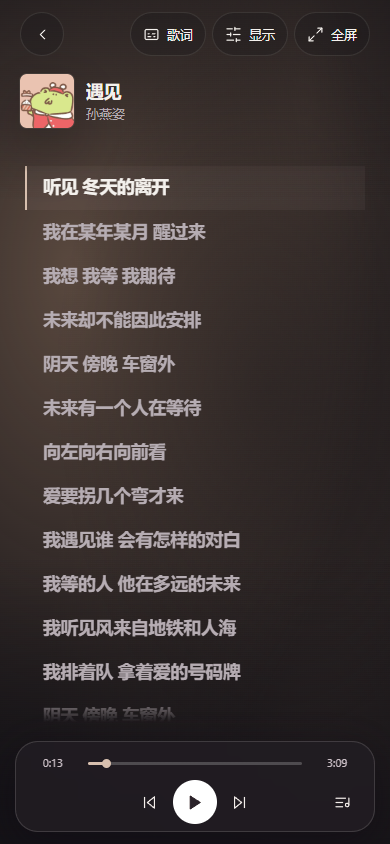 歌词 显示 全屏
遇见
孙燕姿
听见 冬天的离开
我在某年某月 醒过来
我想 我等 我期待
未来却不能因此安排
阴天 傍晚 车窗外
未来有一个人在等待
向左向右向前看
爱要拐几个弯才来
我遇见谁 会有怎样的对白
我等的人 他在多远的未来
我听见风来自地铁和人海
我排着队 拿着爱的号码牌
阴天 傍晚 车窗外
0:13 3:09